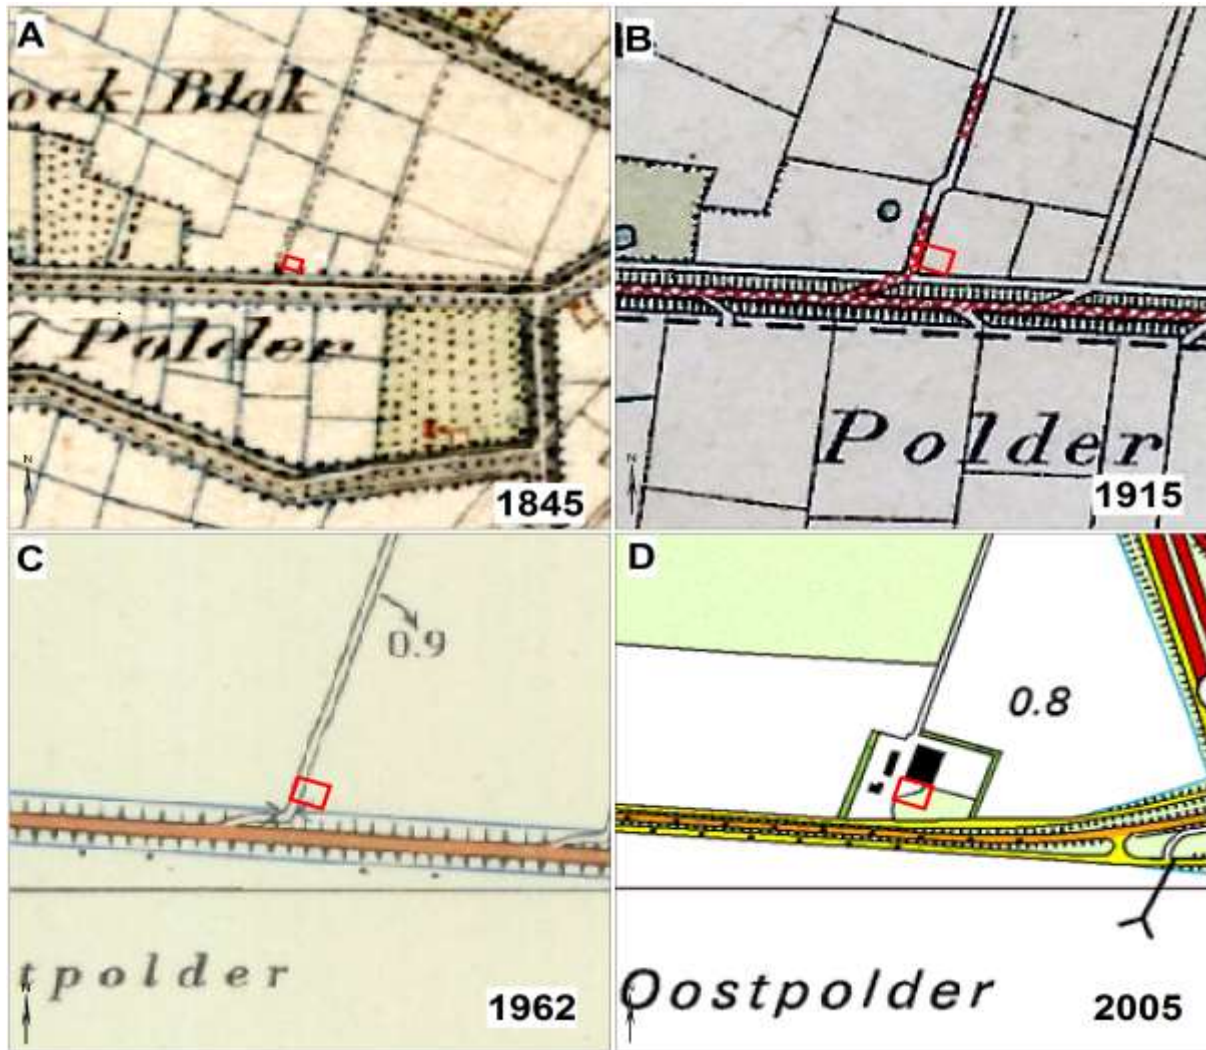 A
oek Blok
Polder
N
1845
B
Polder
N
1915
C
0.9
tpolder
N
1962
D
0.8
Oostpolder
N
2005